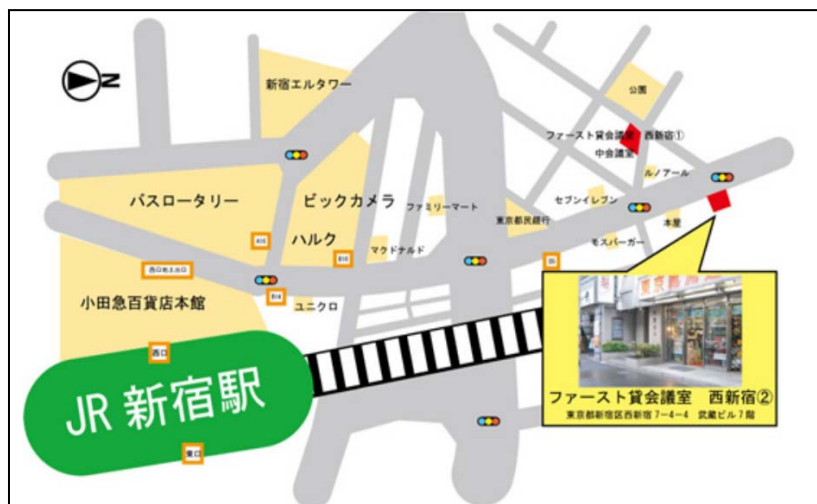 N
新宿エルタワー
公園
ファースト貸会議室 西新宿①
中会議室
ルノアール
バスロータリー
ビックカメラ
ファミリーマート
東京都民銀行
セブンイレブン
本屋
モスバーガー
ハルク
マクドナルド
ユニクロ
西口地上出口
小田急百貨店本館
西口
JR 新宿駅
東口
ファースト貸会議室 西新宿②
東京都新宿区西新宿 7-4-4 武蔵ビル7階